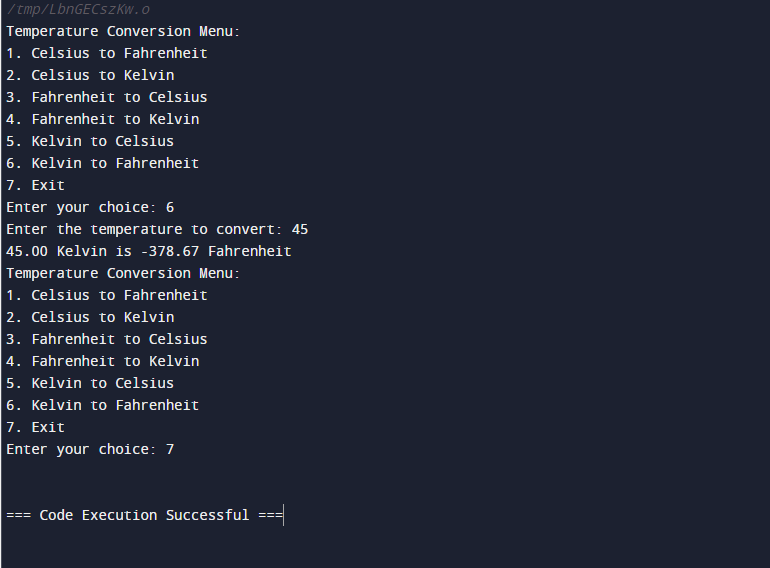 /tmp/LbnGECszKw.o
Temperature Conversion Menu:
1. Celsius to Fahrenheit
2. Celsius to Kelvin
3. Fahrenheit to Celsius
4. Fahrenheit to Kelvin
5. Kelvin to Celsius
6. Kelvin to Fahrenheit
7. Exit
Enter your choice: 6
Enter the temperature to convert: 45
45.00 Kelvin is -378.67 Fahrenheit
Temperature Conversion Menu:
1. Celsius to Fahrenheit
2. Celsius to Kelvin
3. Fahrenheit to Celsius
4. Fahrenheit to Kelvin
5. Kelvin to Celsius
6. Kelvin to Fahrenheit
7. Exit
Enter your choice: 7
=== Code Execution Successful ===